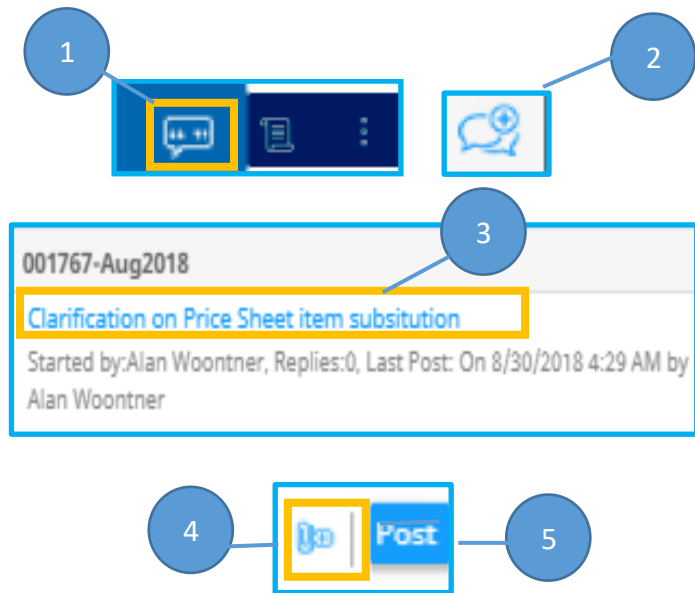 1
2
3
001767-Aug2018
Clarification on Price Sheet item subsitution
Started by:Alan Woontner, Replies:0, Last Post: On 8/30/2018 4:29 AM by
Alan Woontner
4
Post
5